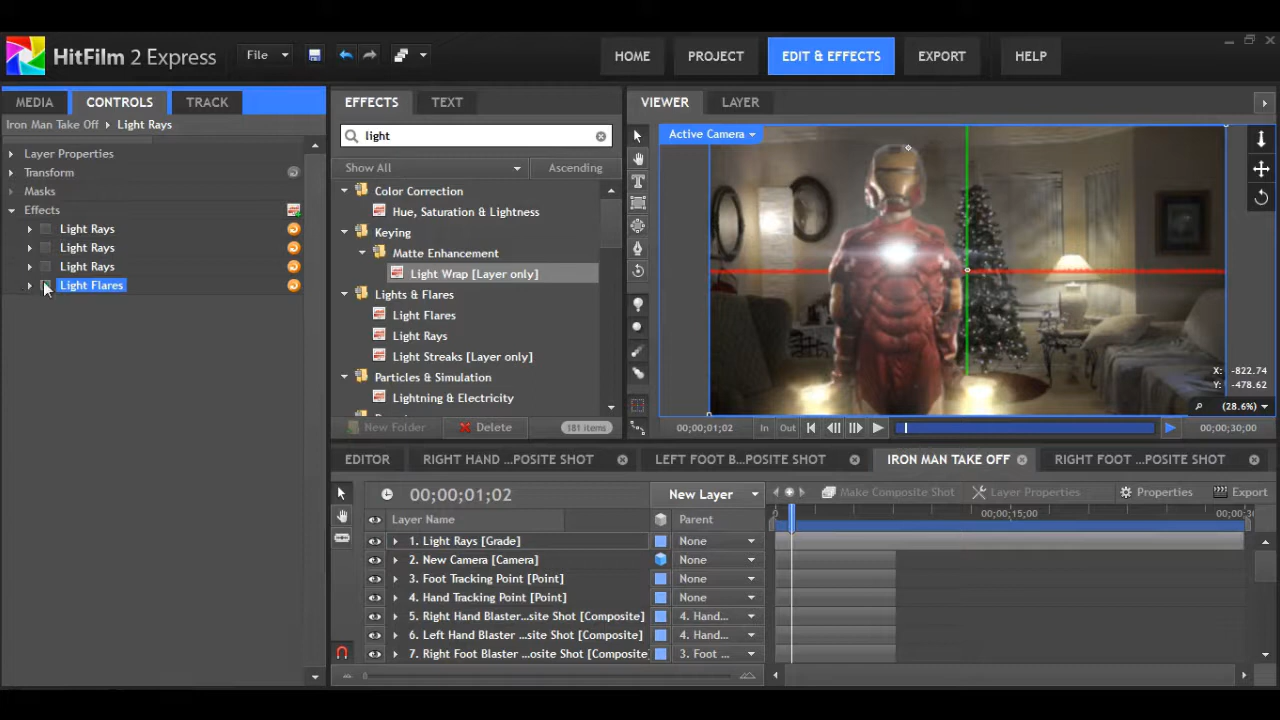 HitFilm 2 Express
File
HOME
PROJECT
EDIT & EFFECTS
EXPORT
HELP
MEDIA
CONTROLS
TRACK
Iron Man Take Off
Light Rays
Layer Properties
Transform
Masks
Effects
Light Rays
Light Rays
Light Rays
Light Flares
EFFECTS
TEXT
light
Show All
Ascending
Color Correction
Hue, Saturation & Lightness
Keying
Matte Enhancement
Light Wrap [Layer only]
Lights & Flares
Light Flares
Light Rays
Light Streaks [Layer only]
Particles & Simulation
Lightning & Electricity
New Folder
Delete
181 items
VIEWER
LAYER
Active Camera
X: -822.74
Y: -478.62
(28.6%)
00;00;01;02
In
Out
00;00;30;00
EDITOR
RIGHT HAND ...POSITE SHOT
LEFT FOOT B...POSITE SHOT
IRON MAN TAKE OFF
RIGHT FOOT ...POSITE SHOT
00;00;01;02
New Layer
Make Composite Shot
Layer Properties
Properties
Export
Layer Name
Parent
00;00;15;00
1. Light Rays [Grade]
None
2. New Camera [Camera]
None
3. Foot Tracking Point [Point]
None
4. Hand Tracking Point [Point]
None
5. Right Hand Blaster...site Shot [Composite]
4. Hand...
6. Left Hand Blaster ...site Shot [Composite]
4. Hand...
7. Right Foot Blaster ...osite Shot [Composite]
3. Foot ...